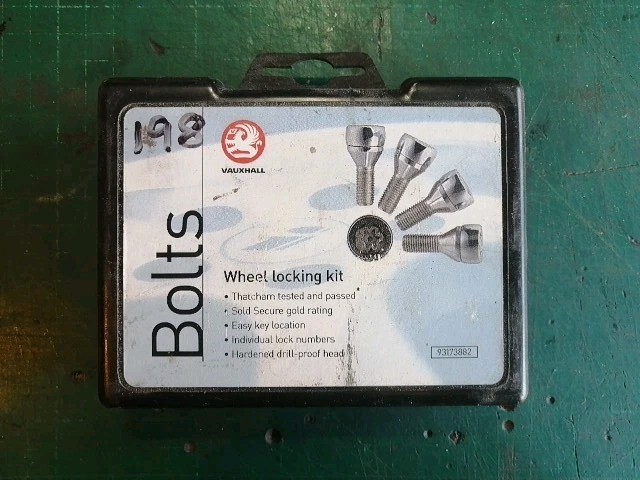 198
VAUXHALL
Bolts
Wheel locking kit
• Thatcham tested and passed
• Sold Secure gold rating
• Easy key location
• Individual lock numbers
• Hardened drill-proof head
93173882